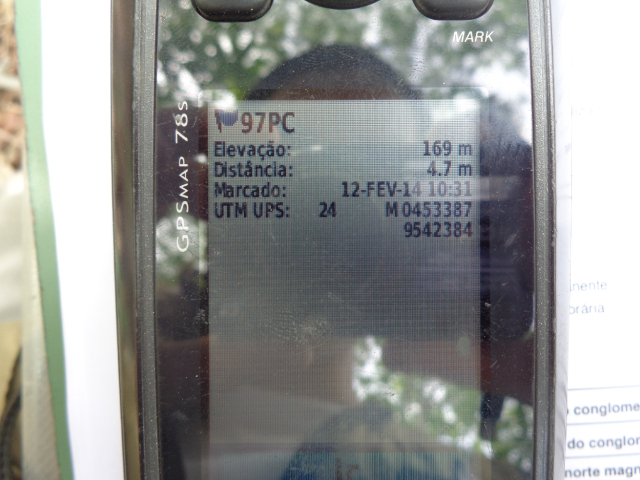 MARK
GPSMAP 78s
97PC
Elevação: 169 m
Distância: 4.7 m
Marcado: 12-FEV-14 10:31
UTM UPS: 24 M 0453387
9542384
nente
orária
conglome
do conglor
norte magn